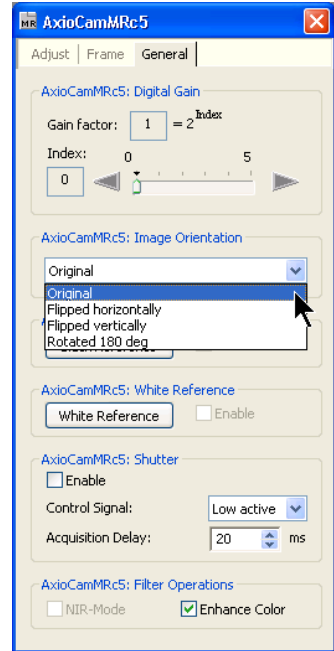 MR AxioCamMRc5
Adjust Frame General
AxioCamMRc5: Digital Gain
Gain factor: 1 = 2^Index
Index: 0 5
0
AxioCamMRc5: Image Orientation
Original
Original
Flipped horizontally
Flipped vertically
Rotated 180 deg
AxioCamMRc5: White Reference
White Reference Enable
AxioCamMRc5: Shutter
Enable
Control Signal: Low active
Acquisition Delay: 20 ms
AxioCamMRc5: Filter Operations
NIR-Mode Enhance Color